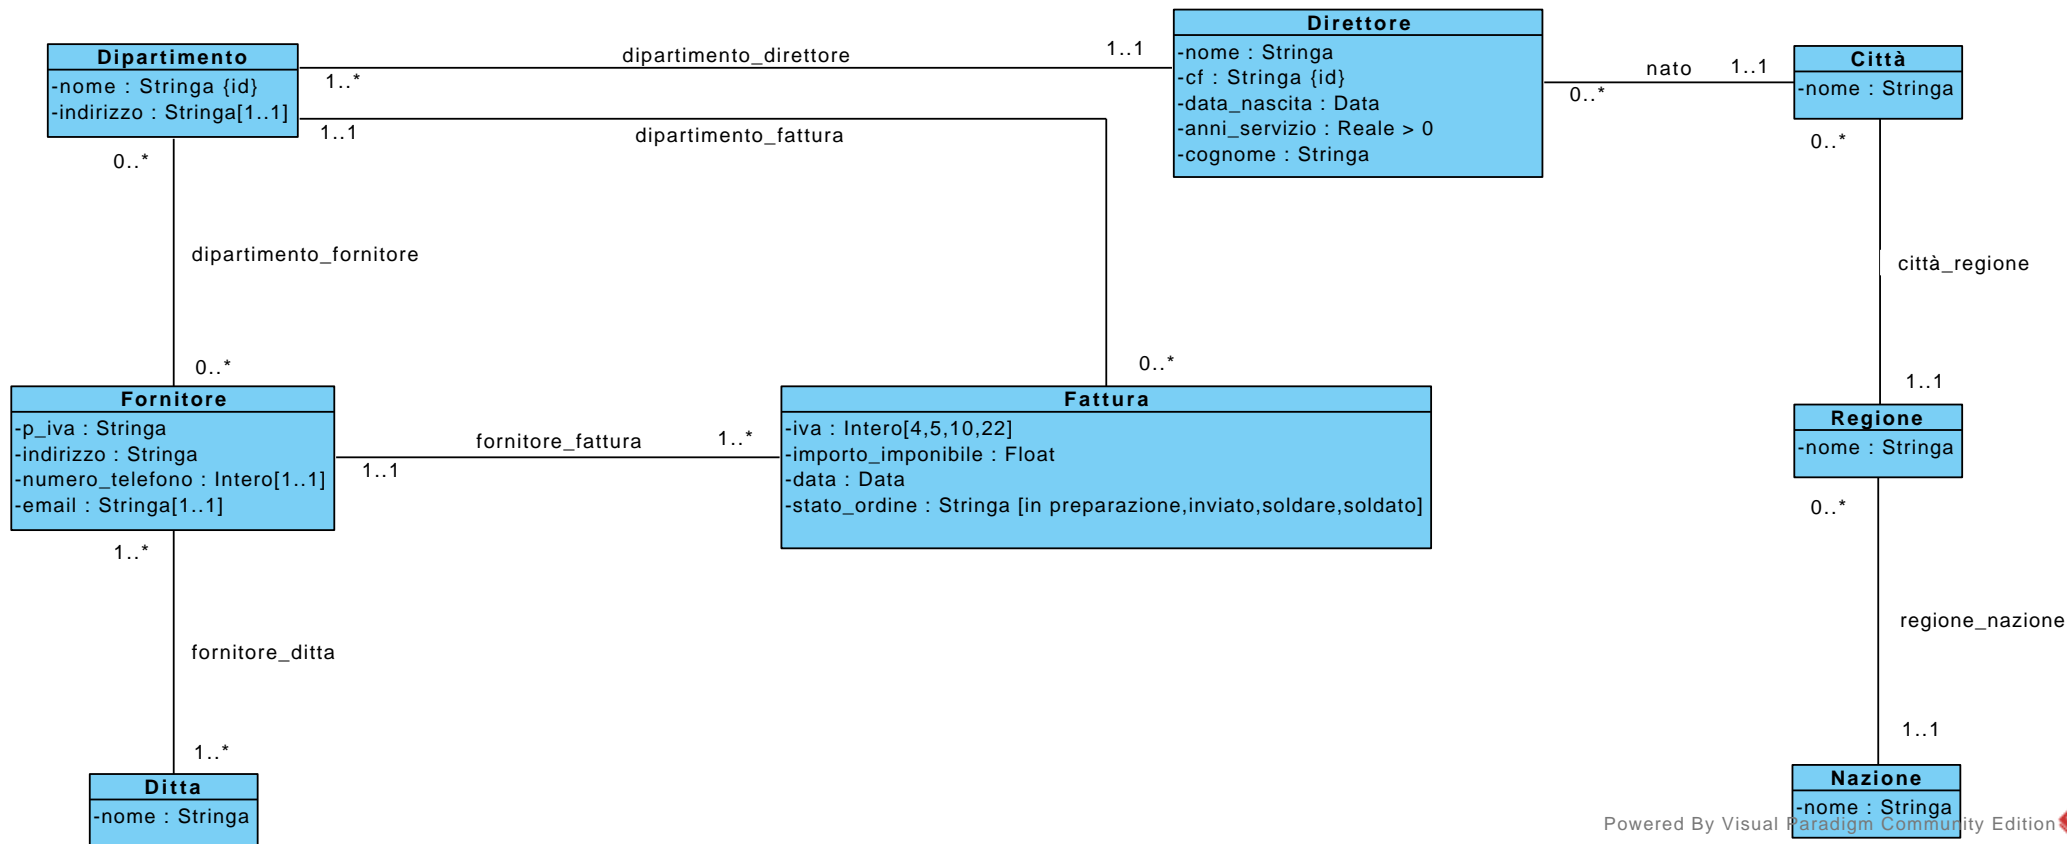 Dipartimento
-nome : Stringa {id}
-indirizzo : Stringa[1..1]
1..*
dipartimento_direttore
1..1
Direttore
-nome : Stringa
-cf : Stringa {id}
-data_nascita : Data
-anni_servizio : Reale > 0
-cognome : Stringa
0..*
nato
1..1
Città
-nome : Stringa
1..1
dipartimento_fattura
0..*
0..*
dipartimento_fornitore
0..*
0..*
città_regione
1..1
Fornitore
-p_iva : Stringa
-indirizzo : Stringa
-numero_telefono : Intero[1..1]
-email : Stringa[1..1]
1..1
fornitore_fattura
1..*
Fattura
-iva : Intero[4,5,10,22]
-importo_imponibile : Float
-data : Data
-stato_ordine : Stringa [in preparazione,inviato,soldare,soldato]
Regione
-nome : Stringa
0..*
regione_nazione
1..1
1..*
fornitore_ditta
1..*
Ditta
-nome : Stringa
Nazione
-nome : Stringa
Powered By Visual Paradigm Community Edition